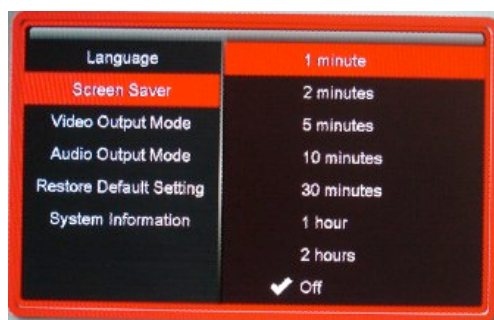 Language
Screen Saver
Video Output Mode
Audio Output Mode
Restore Default Setting
System Information
1 minute
2 minutes
5 minutes
10 minutes
30 minutes
1 hour
2 hours
Off